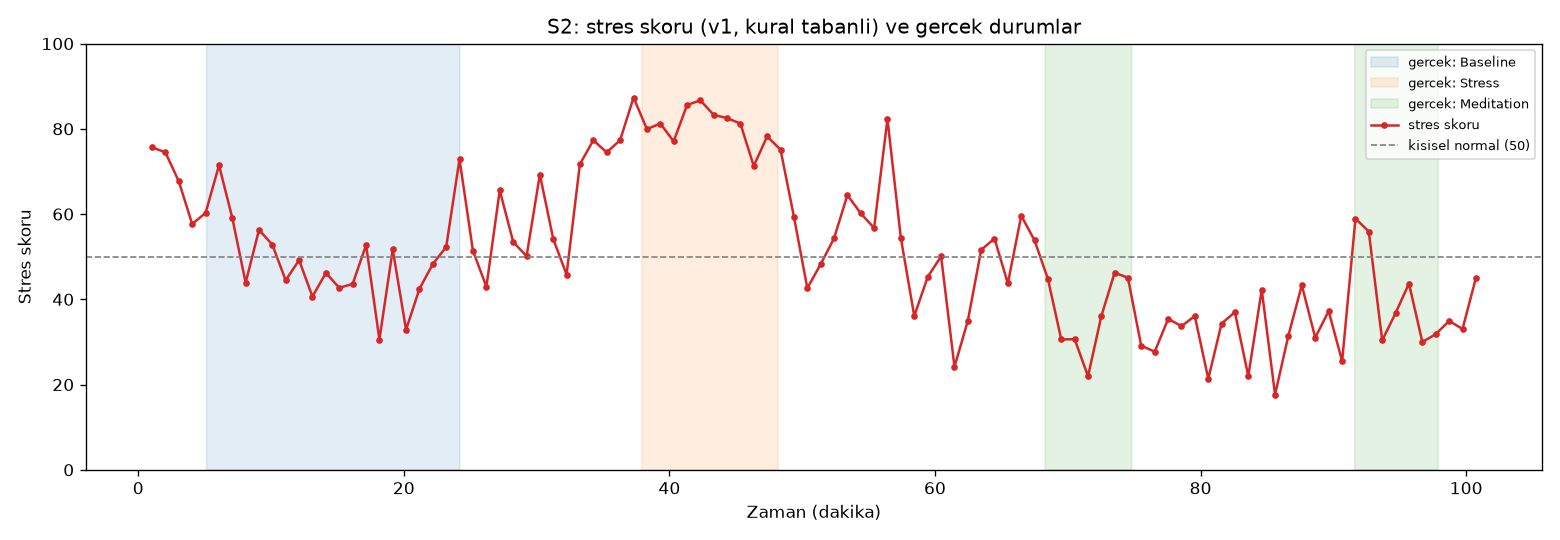 S2: stres skoru (v1, kural tabanli) ve gercek durumlar
gercek: Baseline
gercek: Stress
gercek: Meditation
stres skoru
kisisel normal (50)
Stres skoru
100
80
60
40
20
0
0 20 40 60 80 100
Zaman (dakika)